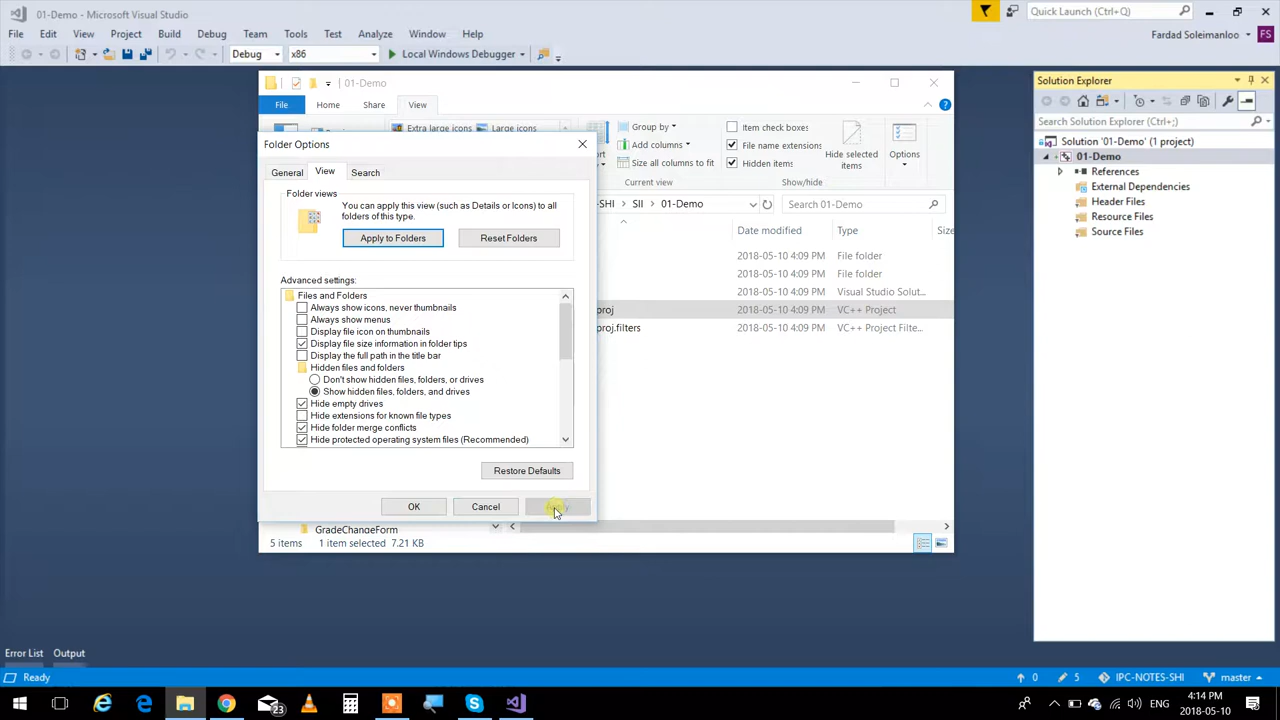 01-Demo - Microsoft Visual Studio
Quick Launch (Ctrl+Q)
File Edit View Project Build Debug Team Tools Test Analyze Window Help
Fardad Soleimanloo FS
Debug x86 Local Windows Debugger
01-Demo
File Home Share View
Extra large icons Large icons
Group by
Add columns
Size all columns to fit
Current view
Item check boxes
File name extensions
Hidden items
Hide selected items
Show/hide
Options
SII 01-Demo
Search 01-Demo
Date modified Type
2018-05-10 4:09 PM File folder
2018-05-10 4:09 PM File folder
2018-05-10 4:09 PM Visual Studio Solut...
2018-05-10 4:09 PM VC++ Project
proj.filters 2018-05-10 4:09 PM VC++ Project Filte...
GradeChangeForm
5 items 1 item selected 7.21 KB
Folder Options
General View Search
Folder views
You can apply this view (such as Details or Icons) to all
folders of this type.
Apply to Folders Reset Folders
Advanced settings:
Files and Folders
Always show icons, never thumbnails
Always show menus
Display file icon on thumbnails
Display file size information in folder tips
Display the full path in the title bar
Hidden files and folders
Don't show hidden files, folders, or drives
Show hidden files, folders, and drives
Hide empty drives
Hide extensions for known file types
Hide folder merge conflicts
Hide protected operating system files (Recommended)
Restore Defaults
OK Cancel
Solution Explorer
Search Solution Explorer (Ctrl+;)
Solution '01-Demo' (1 project)
01-Demo
References
External Dependencies
Header Files
Resource Files
Source Files
Error List Output
Ready 0 5 IPC-NOTES-SHI master
23
ENG
4:14 PM
2018-05-10